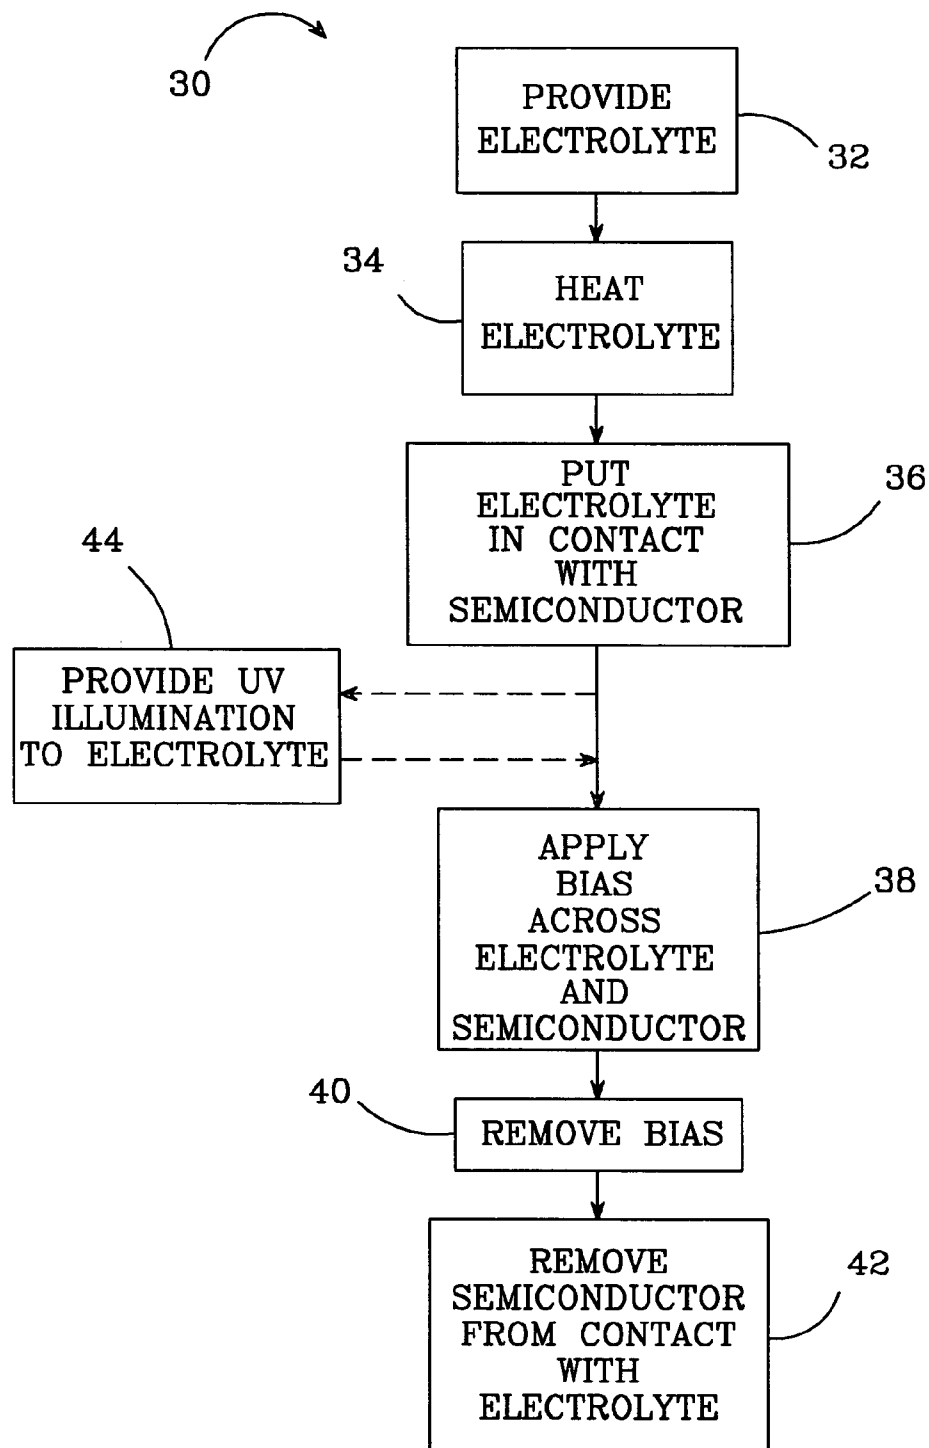 30
PROVIDE
ELECTROLYTE
32
34
HEAT
ELECTROLYTE
PUT
ELECTROLYTE
IN CONTACT
WITH
SEMICONDUCTOR
36
44
PROVIDE UV
ILLUMINATION
TO ELECTROLYTE
APPLY
BIAS
ACROSS
ELECTROLYTE
AND
SEMICONDUCTOR
38
40
REMOVE BIAS
REMOVE
SEMICONDUCTOR
FROM CONTACT
WITH
ELECTROLYTE
42